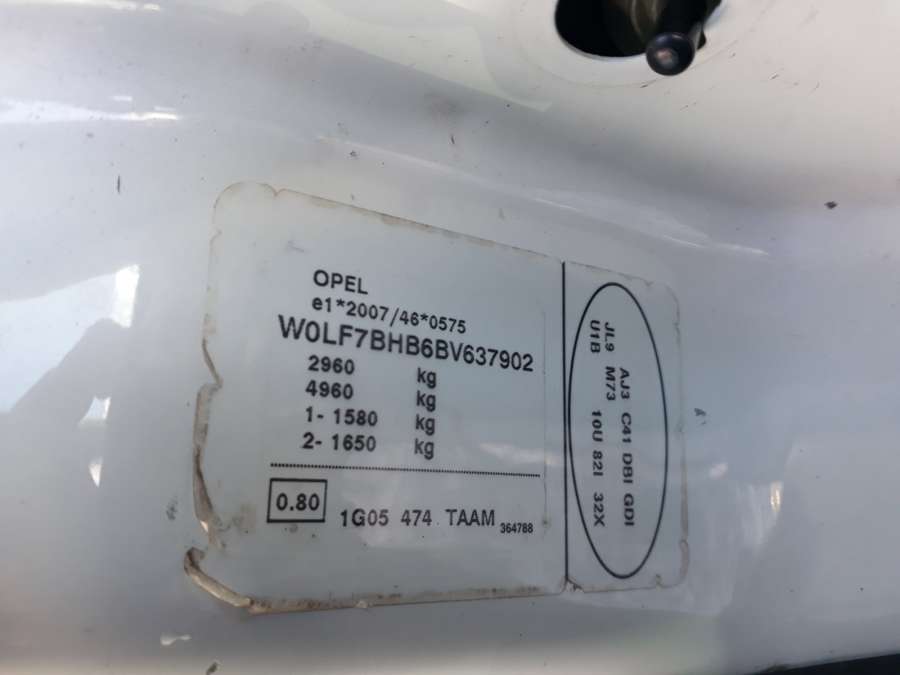 OPEL
e1*2007/46*0575
W0LF7BHB6BV637902
2960 kg
4960 kg
1- 1580 kg
2- 1650 kg
0.80 1G05 474 TAAM 364788
AJ3 C41 DBI GDI
JL9 M73 10U 82I 32X
U1B